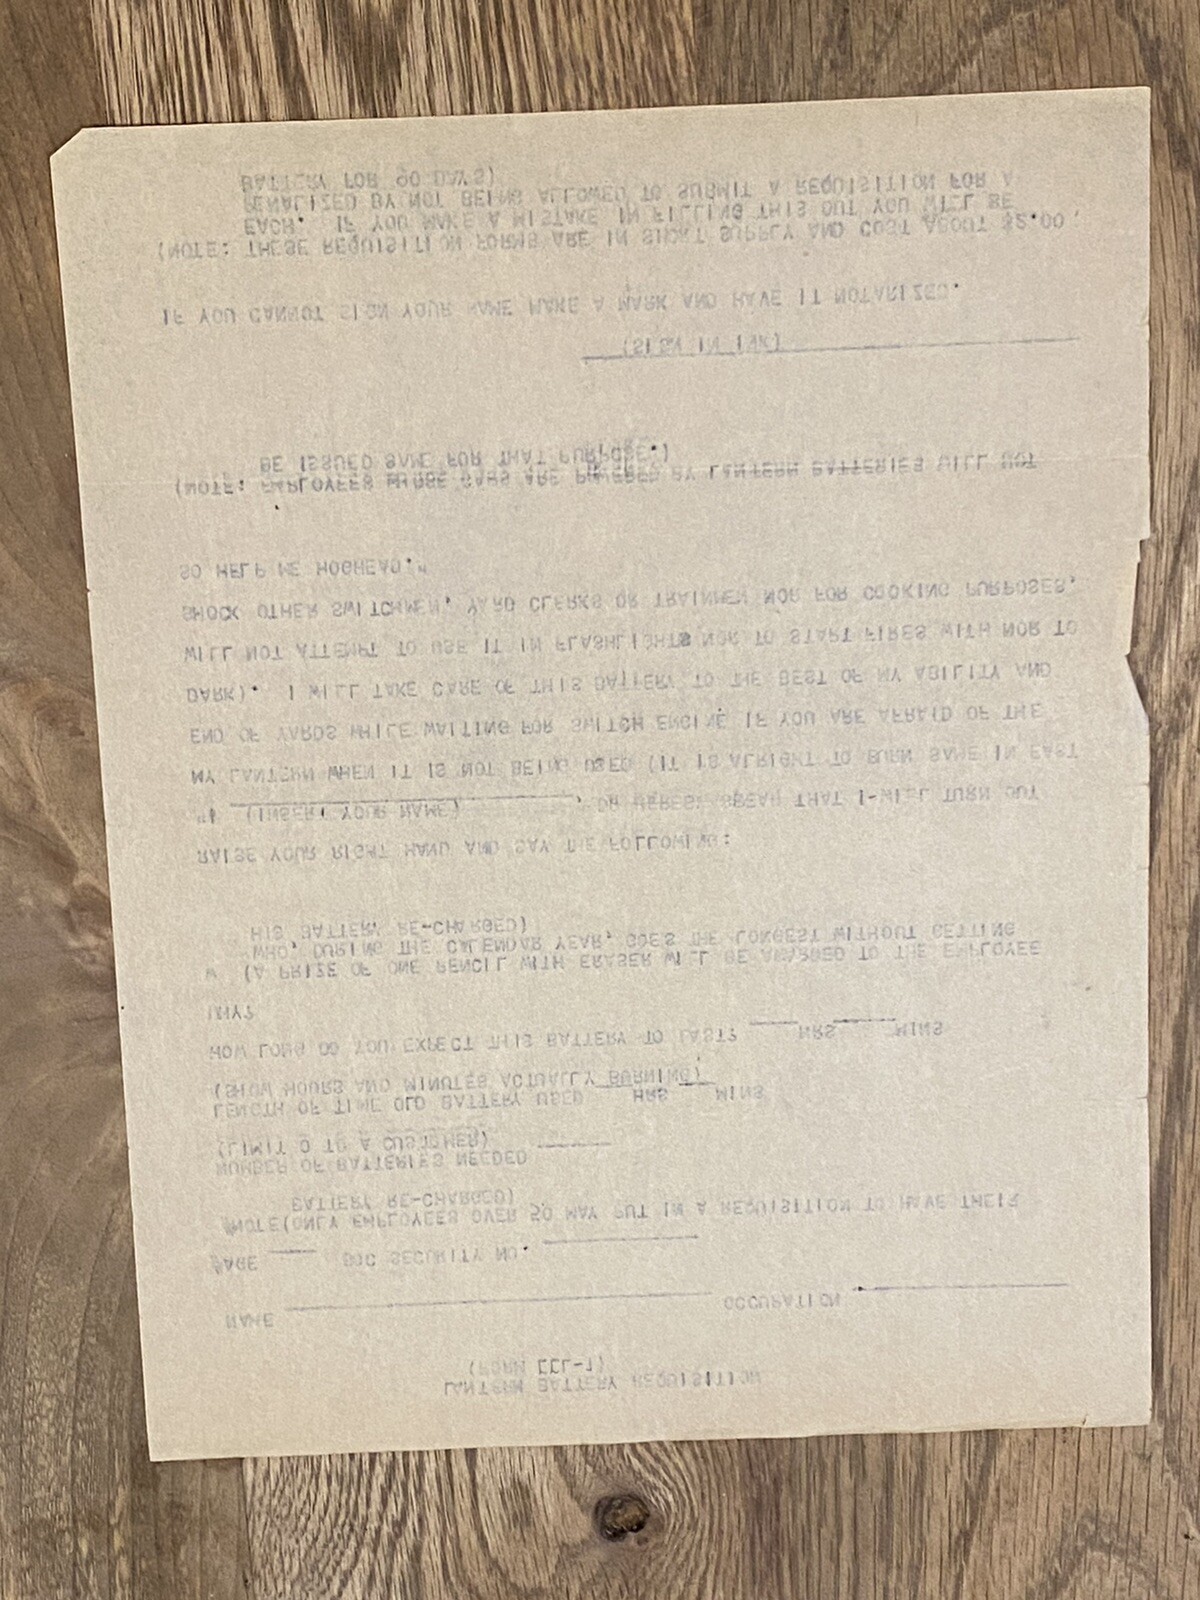 LANTERN BATTERY REQUISITION
(FORM LLL-1)
NAME ____________ OCCUPATION ____________
*AGE ____ SOC SECURITY NO. ____________
*NOTE(ONLY EMPLOYEES OVER 50 MAY PUT IN A REQUISITION TO HAVE THEIR
BATTERY RE-CHARGED)
NUMBER OF BATTERIES NEEDED ______
(LIMIT 0 TO A CUSTOMER)
LENGTH OF TIME OLD BATTERY USED ___ HRS ___ MINS
(SHOW HOURS AND MINUTES ACTUALLY BURNING)
HOW LONG DO YOU EXPECT THIS BATTERY TO LAST? ____HRS_____MINS
WHY?
(A PRIZE OF ONE PENCIL WITH ERASER WILL BE AWARDED TO THE EMPLOYEE
WHO, DURING THE CALENDAR YEAR, GOES THE LONGEST WITHOUT GETTING
HIS BATTERY RE-CHARGED)
RAISE YOUR RIGHT HAND AND SAY THE FOLLOWING:
"I ____________, DO HEREBY SWEAR THAT I-WILL TURN OUT
(INSERT YOUR NAME)
MY LANTERN WHEN IT IS NOT BEING USED (IT IS ALRIGHT TO BURN SAME IN EAST
END OF YARDS WHILE WAITING FOR SWITCH ENGINE IF YOU ARE AFRAID OF THE
DARK). I WILL TAKE CARE OF THIS BATTERY TO THE BEST OF MY ABILITY AND
WILL NOT ATTEMPT TO USE IT IN FLASHLIGHTS NOR TO START FIRES WITH NOR TO
SHOCK OTHER SWITCHMEN, YARD CLERKS OR TRAINMEN NOR FOR COOKING PURPOSES,
SO HELP ME HOGHEAD."
(NOTE: EMPLOYEES WHOSE CARS ARE POWERED BY LANTERN BATTERIES WILL NOT
BE ISSUED SAME FOR THAT PURPOSE.)
(SIGN IN INK)
IF YOU CANNOT SIGN YOUR NAME MAKE A MARK AND HAVE IT NOTARIZED.
(NOTE: THESE REQUISITION FORMS ARE IN SHORT SUPPLY AND COST ABOUT $2.00
EACH. IF YOU MAKE A MISTAKE IN FILLING THIS OUT YOU WILL BE
PENALIZED BY NOT BEING ALLOWED TO SUBMIT A REQUISITION FOR A
BATTERY FOR 90 DAYS)